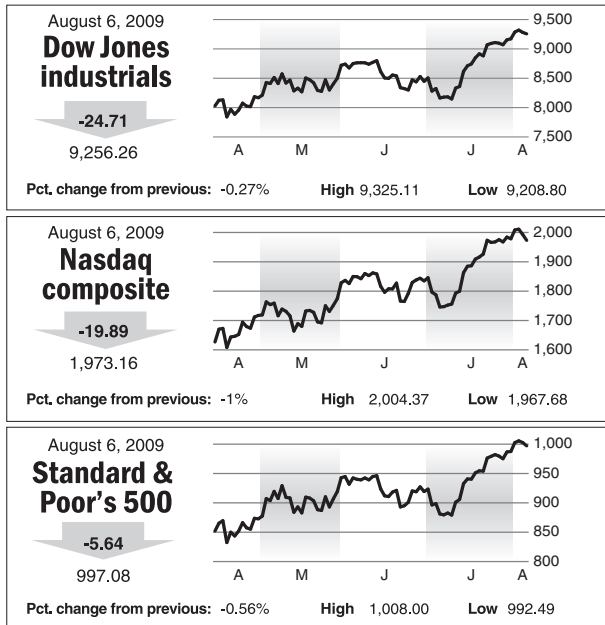 August 6, 2009
Dow Jones
industrials
-24.71
9,256.26
9,500
9,000
8,500
8,000
7,500
A M J J A
Pct. change from previous: -0.27% High 9,325.11 Low 9,208.80
August 6, 2009
Nasdaq
composite
-19.89
1,973.16
2,000
1,900
1,800
1,700
1,600
A M J J A
Pct. change from previous: -1% High 2,004.37 Low 1,967.68
August 6, 2009
Standard &
Poor's 500
-5.64
997.08
1,000
950
900
850
800
A M J J A
Pct. change from previous: -0.56% High 1,008.00 Low 992.49